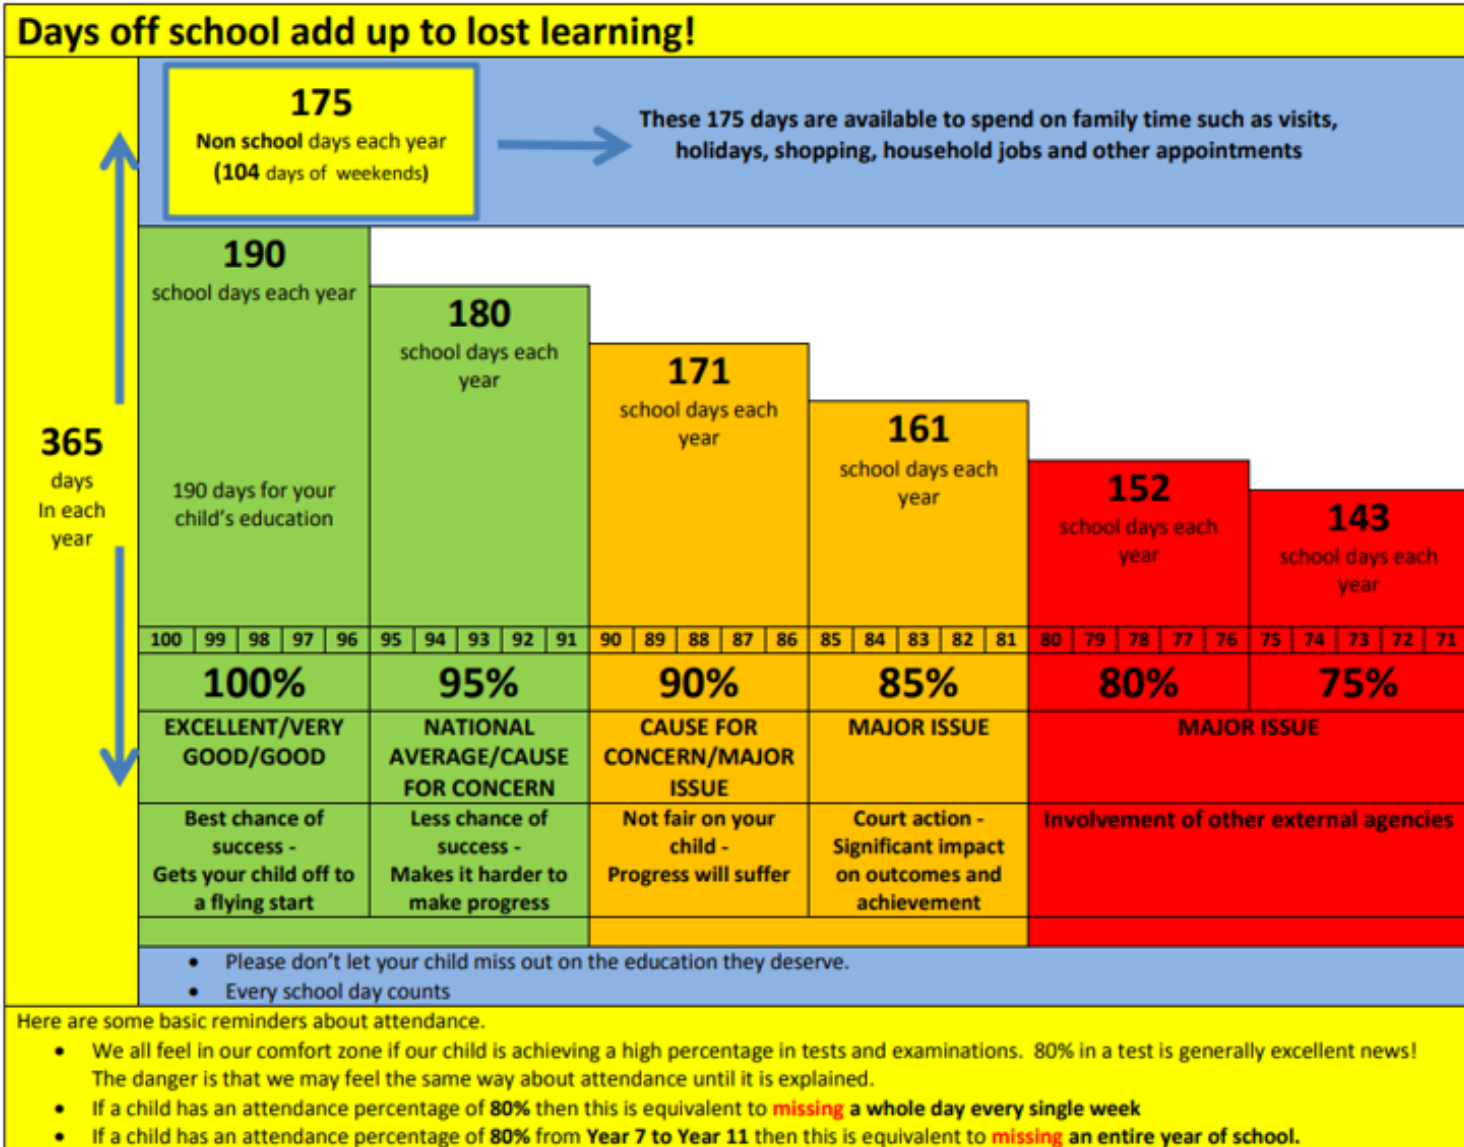 Days off school add up to lost learning!
175
Non school days each year
(104 days of weekends)
These 175 days are available to spend on family time such as visits,
holidays, shopping, household jobs and other appointments
365
days
In each
year
190
school days each year
190 days for your
child's education
180
school days each
year
171
school days each
year
161
school days each
year
152
school days each
year
143
school days each
year
100 99 98 97 96 95 94 93 92 91 90 89 88 87 86 85 84 83 82 81 80 79 78 77 76 75 74 73 72 71
100% 95% 90% 85% 80% 75%
EXCELLENT/VERY
GOOD/GOOD
NATIONAL
AVERAGE/CAUSE
FOR CONCERN
CAUSE FOR
CONCERN/MAJOR
ISSUE
MAJOR ISSUE
MAJOR ISSUE
Best chance of
success -
Gets your child off to
a flying start
Less chance of
success -
Makes it harder to
make progress
Not fair on your
child -
Progress will suffer
Court action -
Significant impact
on outcomes and
achievement
Involvement of other external agencies
• Please don't let your child miss out on the education they deserve.
• Every school day counts
Here are some basic reminders about attendance.
• We all feel in our comfort zone if our child is achieving a high percentage in tests and examinations. 80% in a test is generally excellent news!
The danger is that we may feel the same way about attendance until it is explained.
• If a child has an attendance percentage of 80% then this is equivalent to missing a whole day every single week
• If a child has an attendance percentage of 80% from Year 7 to Year 11 then this is equivalent to missing an entire year of school.